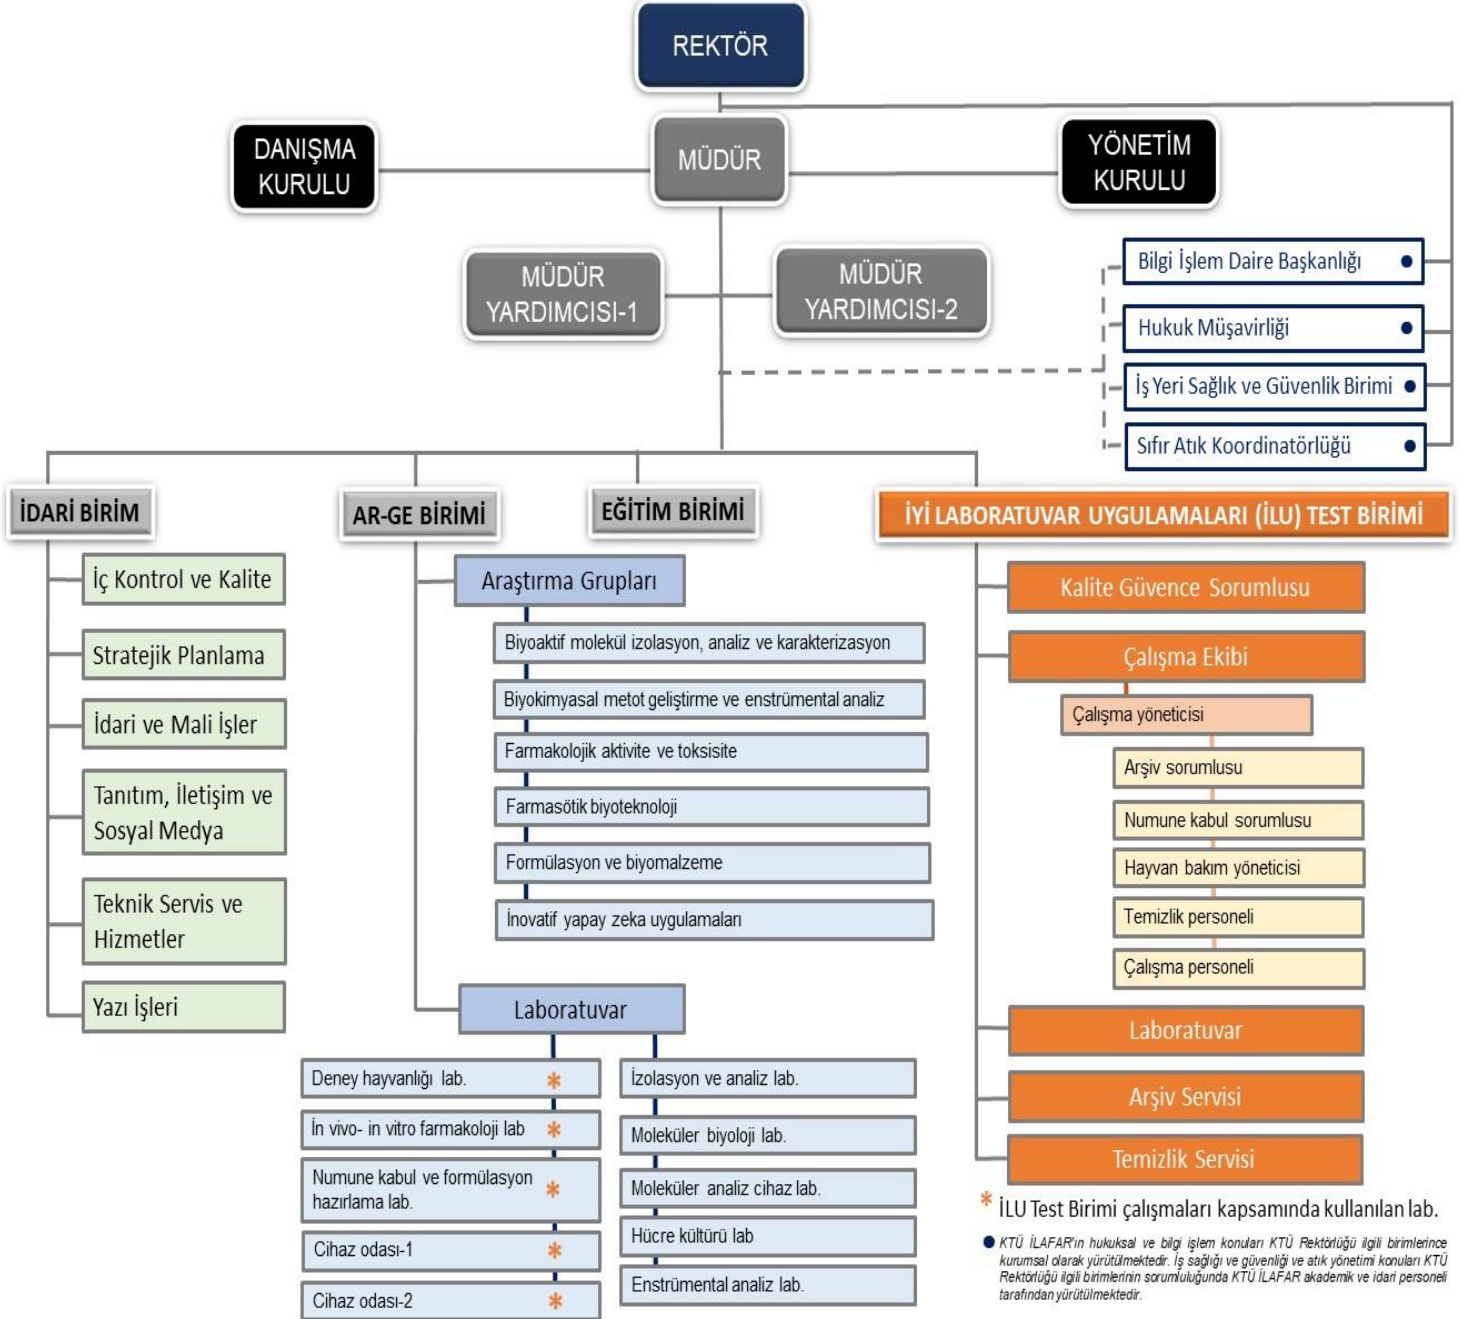 REKTÖR
DANIŞMA
KURULU
MÜDÜR
YÖNETİM
KURULU
MÜDÜR
YARDIMCISI-1
MÜDÜR
YARDIMCISI-2
Bilgi İşlem Daire Başkanlığı
Hukuk Müşavirliği
İş Yeri Sağlık ve Güvenlik Birimi
Sıfır Atık Koordinatörlüğü
İDARİ BİRİM
İç Kontrol ve Kalite
Stratejik Planlama
İdari ve Mali İşler
Tanıtım, İletişim ve
Sosyal Medya
Teknik Servis ve
Hizmetler
Yazı İşleri
AR-GE BİRİMİ
Araştırma Grupları
Biyoaktif molekül izolasyon, analiz ve karakterizasyon
Biyokimyasal metot geliştirme ve enstrümental analiz
Farmakolojik aktivite ve toksisite
Farmasötik biyoteknoloji
Formülasyon ve biyomalzeme
İnovatif yapay zeka uygulamaları
Laboratuvar
Deney hayvanlığı lab. *
İn vivo- in vitro farmakoloji lab *
Numune kabul ve formülasyon
hazırlama lab. *
Cihaz odası-1 *
Cihaz odası-2 *
İzolasyon ve analiz lab.
Moleküler biyoloji lab.
Moleküler analiz cihaz lab.
Hücre kültürü lab
Enstrümental analiz lab.
EĞİTİM BİRİMİ
İYİ LABORATUVAR UYGULAMALARI (İLU) TEST BİRİMİ
Kalite Güvence Sorumlusu
Çalışma Ekibi
Çalışma yöneticisi
Arşiv sorumlusu
Numune kabul sorumlusu
Hayvan bakım yöneticisi
Temizlik personeli
Çalışma personeli
Laboratuvar
Arşiv Servisi
Temizlik Servisi
* İLU Test Birimi çalışmaları kapsamında kullanılan lab.
● KTÜ İLAFAR'ın hukuksal ve bilgi işlem konuları KTÜ Rektörlüğü ilgili birimlerince
kurumsal olarak yürütülmektedir. İş sağlığı ve güvenliği ve atık yönetimi konuları KTÜ
Rektörlüğü ilgili birimlerinin sorumluluğunda KTÜ İLAFAR akademik ve idari personeli
tarafından yürütülmektedir.